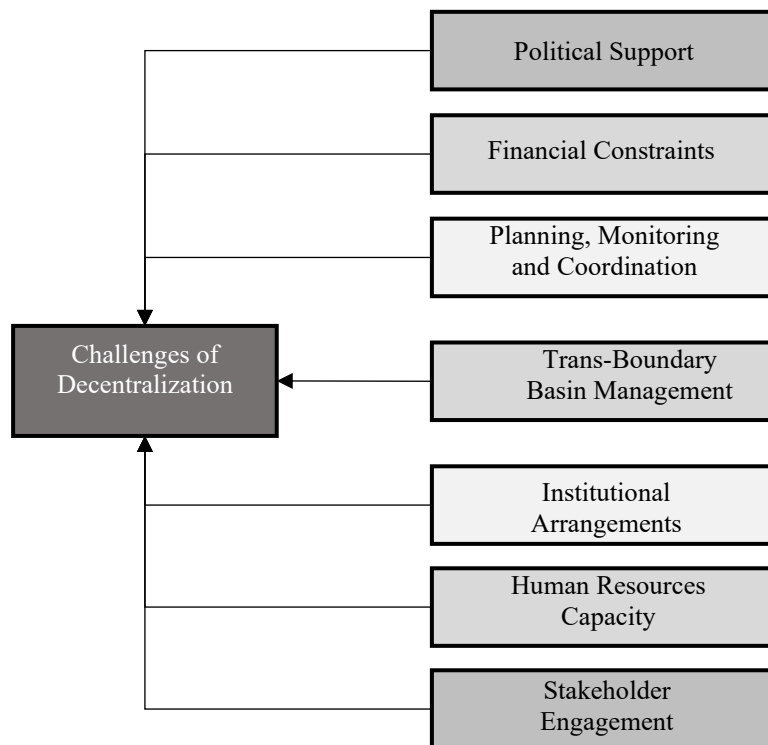 Political Support
Financial Constraints
Planning, Monitoring
and Coordination
Challenges of
Decentralization
Trans-Boundary
Basin Management
Institutional
Arrangements
Human Resources
Capacity
Stakeholder
Engagement